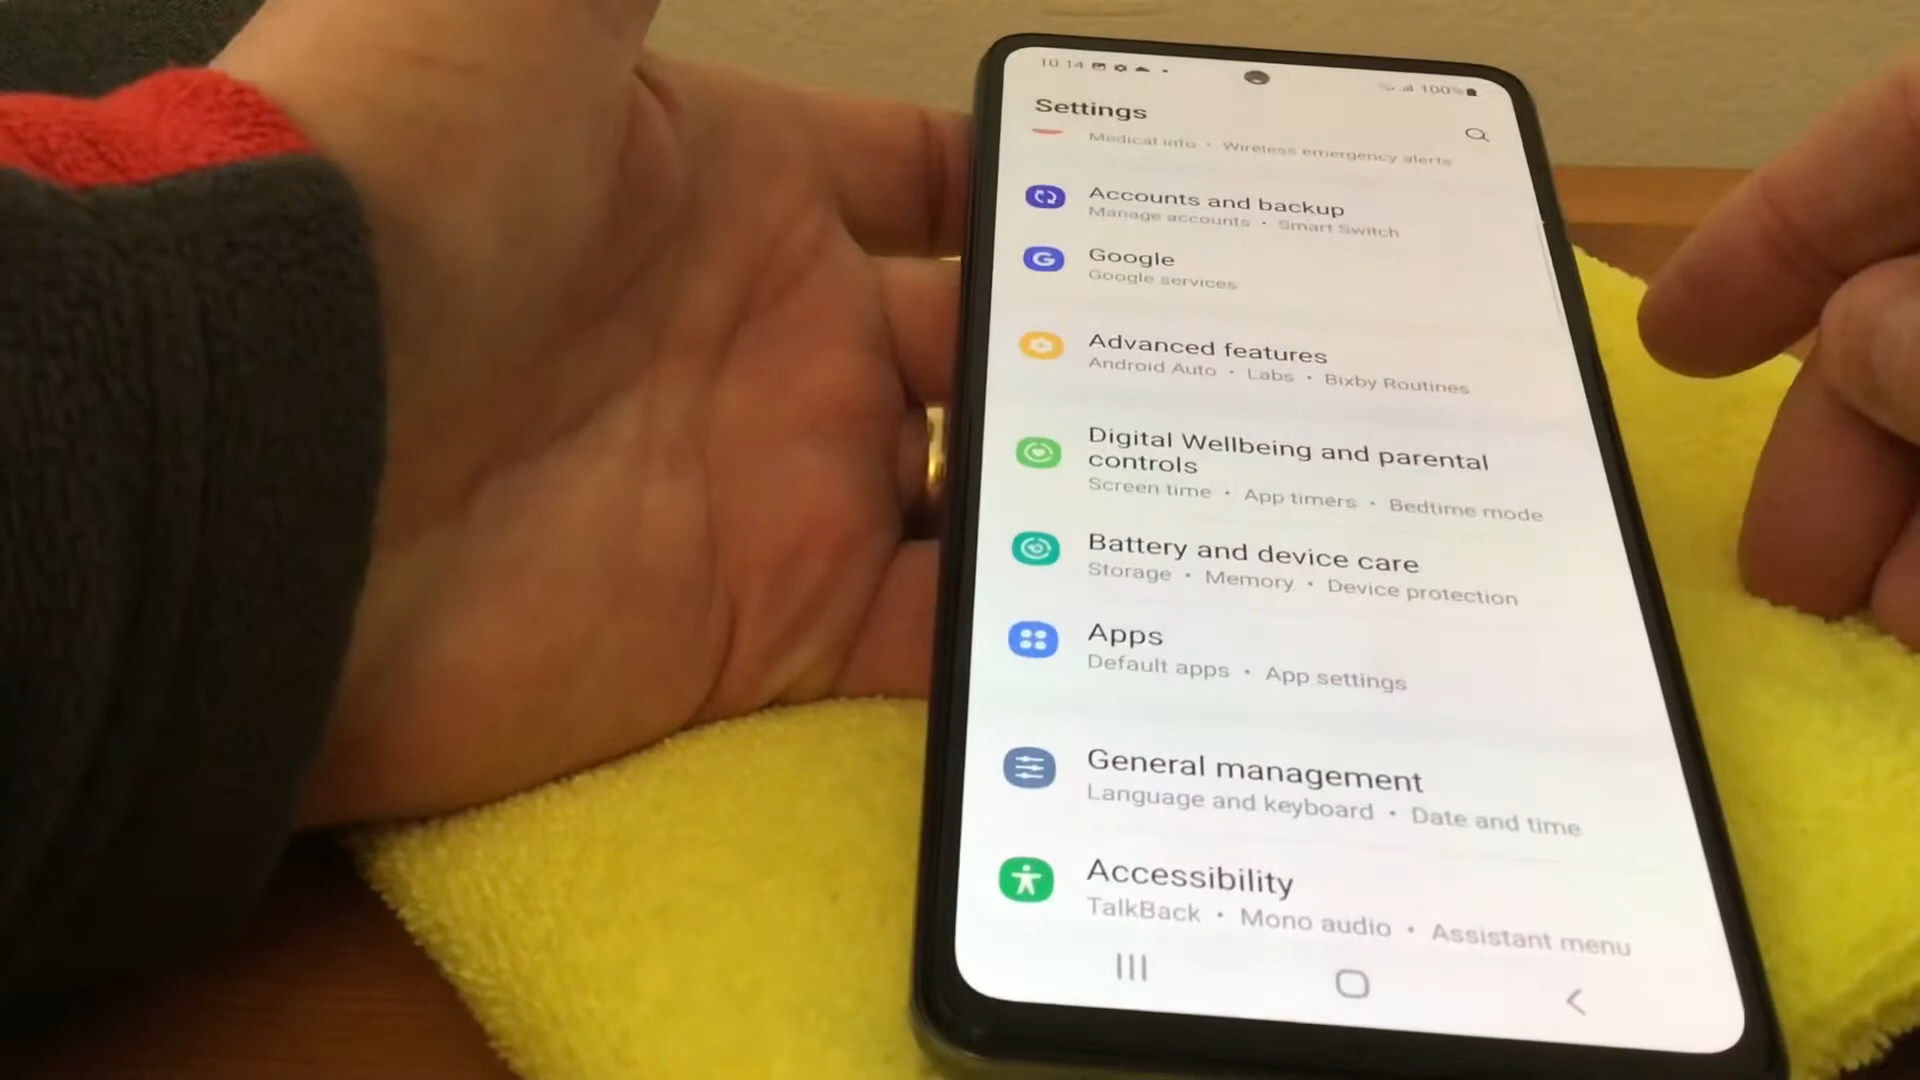 10:14 100%
Settings
Medical info • Wireless emergency alerts
Accounts and backup
Manage accounts • Smart Switch
Google
Google services
Advanced features
Android Auto • Labs • Bixby Routines
Digital Wellbeing and parental
controls
Screen time • App timers • Bedtime mode
Battery and device care
Storage • Memory • Device protection
Apps
Default apps • App settings
General management
Language and keyboard • Date and time
Accessibility
TalkBack • Mono audio • Assistant menu